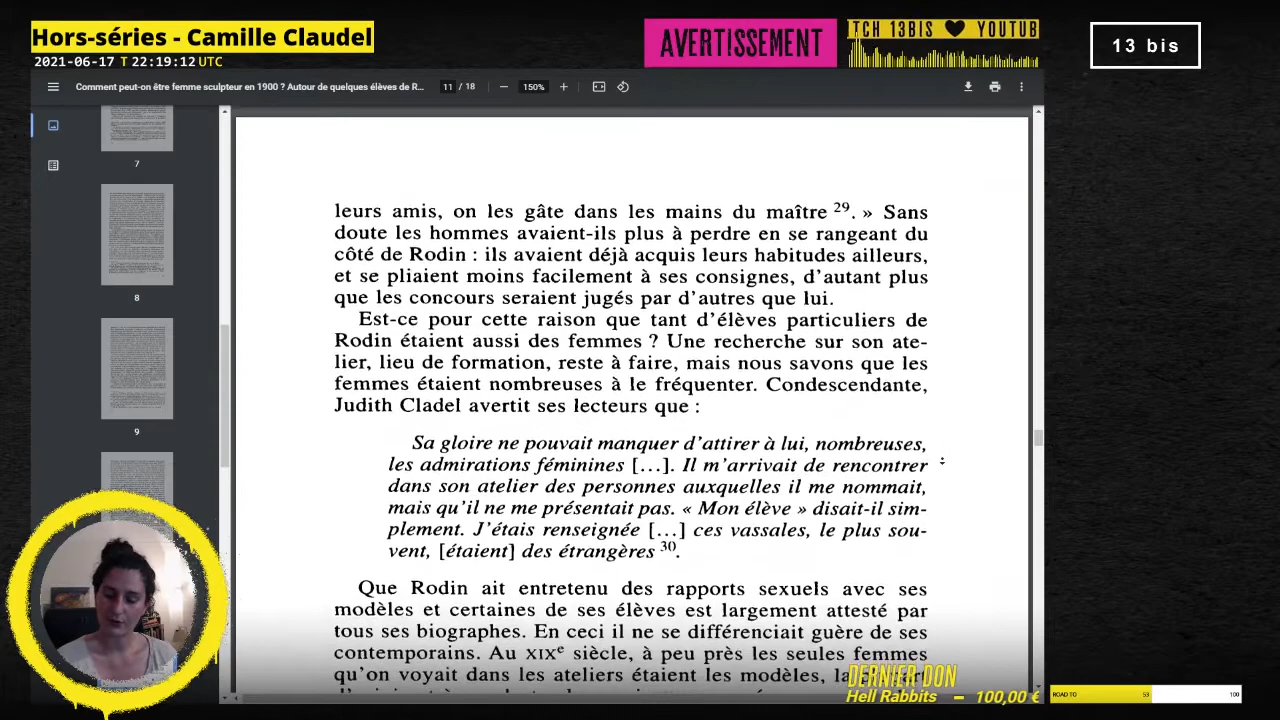 Hors-séries - Camille Claudel
2021-06-17 T 22:19:12 UTC
AVERTISSEMENT
TCH 13BIS ♥ YOUTUB
13 bis
Comment peut-on être femme sculpteur en 1900 ? Autour de quelques élèves de R...
11 / 18
150%
7
8
9
leurs amis, on les gâte dans les mains du maître 29. » Sans
doute les hommes avaient-ils plus à perdre en se rangeant du
côté de Rodin : ils avaient déjà acquis leurs habitudes ailleurs,
et se pliaient moins facilement à ses consignes, d'autant plus
que les concours seraient jugés par d'autres que lui.
Est-ce pour cette raison que tant d'élèves particuliers de
Rodin étaient aussi des femmes ? Une recherche sur son ate-
lier, lieu de formation, reste à faire, mais nous savons que les
femmes étaient nombreuses à le fréquenter. Condescendante,
Judith Cladel avertit ses lecteurs que :
Sa gloire ne pouvait manquer d'attirer à lui, nombreuses,
les admirations féminines [...]. Il m'arrivait de rencontrer
dans son atelier des personnes auxquelles il me nommait,
mais qu'il ne me présentait pas. « Mon élève » disait-il sim-
plement. J'étais renseignée [...] ces vassales, le plus sou-
vent, [étaient] des étrangères 30.
Que Rodin ait entretenu des rapports sexuels avec ses
modèles et certaines de ses élèves est largement attesté par
tous ses biographes. En ceci il ne se différenciait guère de ses
contemporains. Au XIXe siècle, à peu près les seules femmes
qu'on voyait dans les ateliers étaient les modèles, la
DERNIER DON
Hell Rabbits – 100,00 €
ROAD TO
53
100